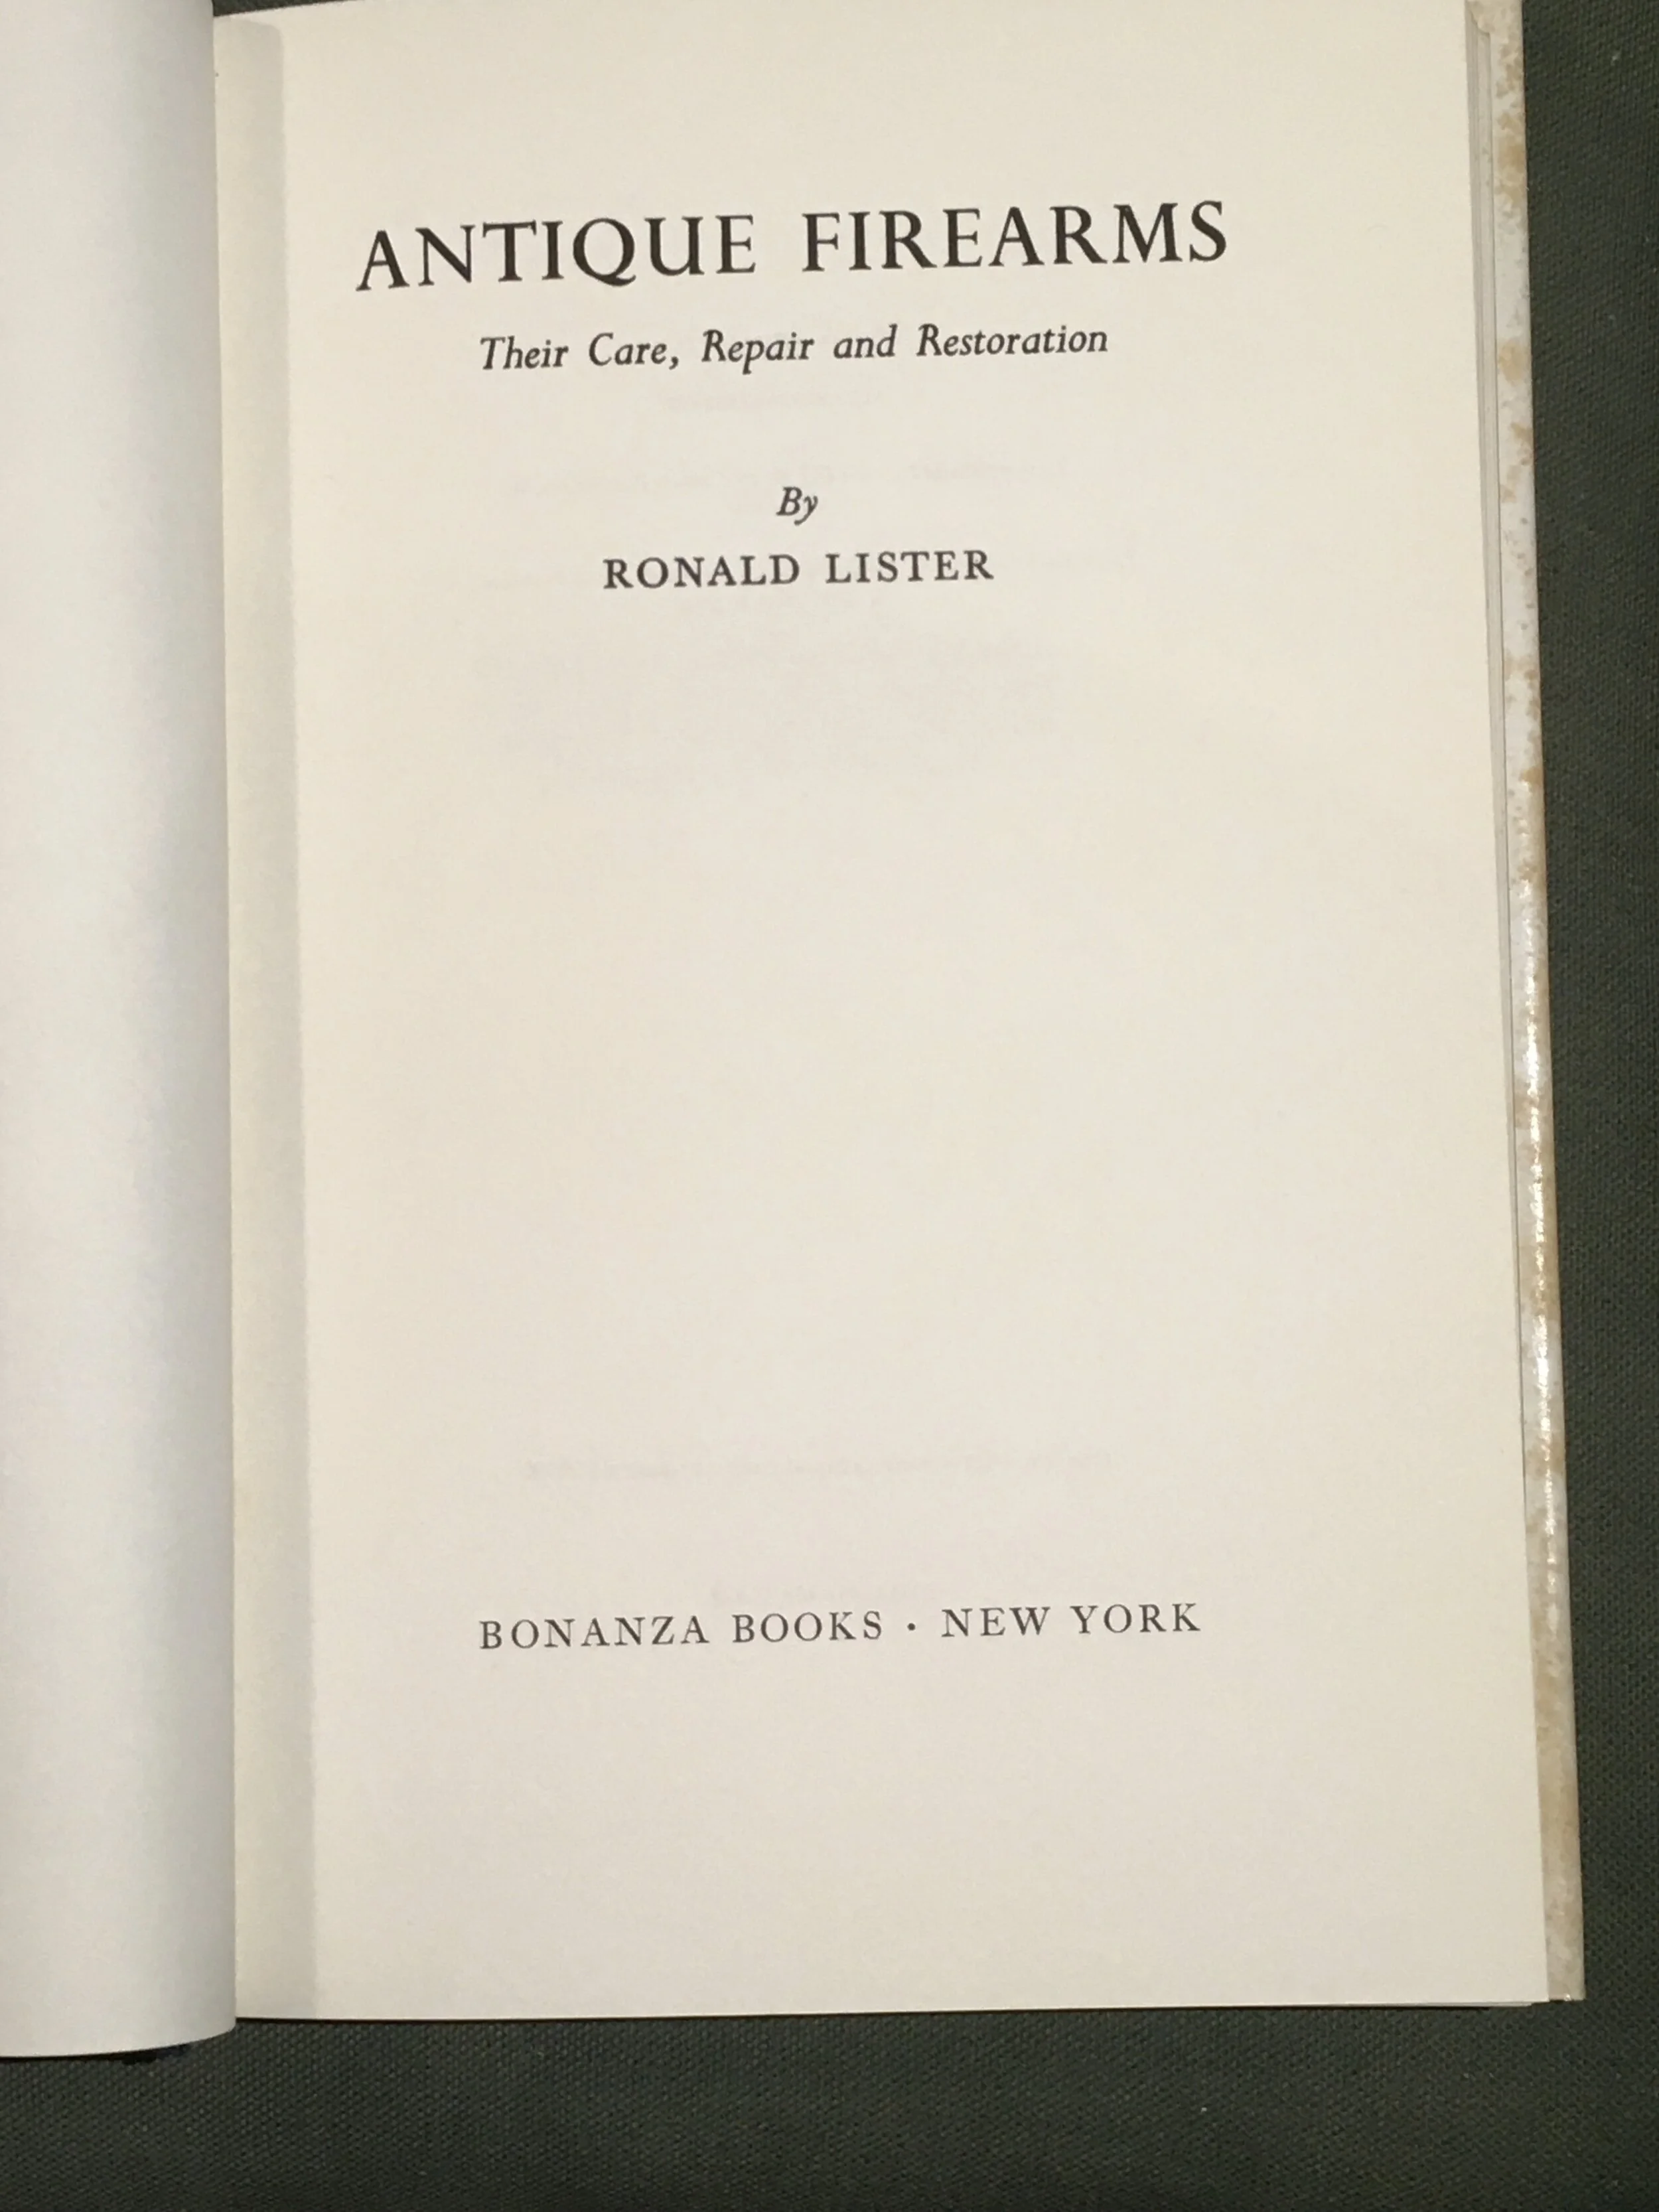 ANTIQUE FIREARMS
Their Care, Repair and Restoration
By
RONALD LISTER
BONANZA BOOKS · NEW YORK